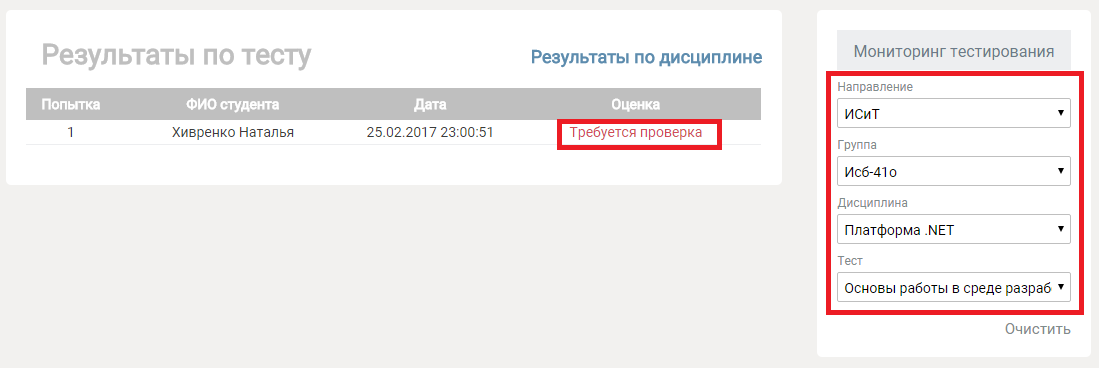 Результаты по тесту
Результаты по дисциплине
Попытка ФИО студента Дата Оценка
1 Хивренко Наталья 25.02.2017 23:00:51 Требуется проверка
Мониторинг тестирования
Направление
ИСиТ
Группа
Исб-41о
Дисциплина
Платформа .NET
Тест
Основы работы в среде разраб
Очистить